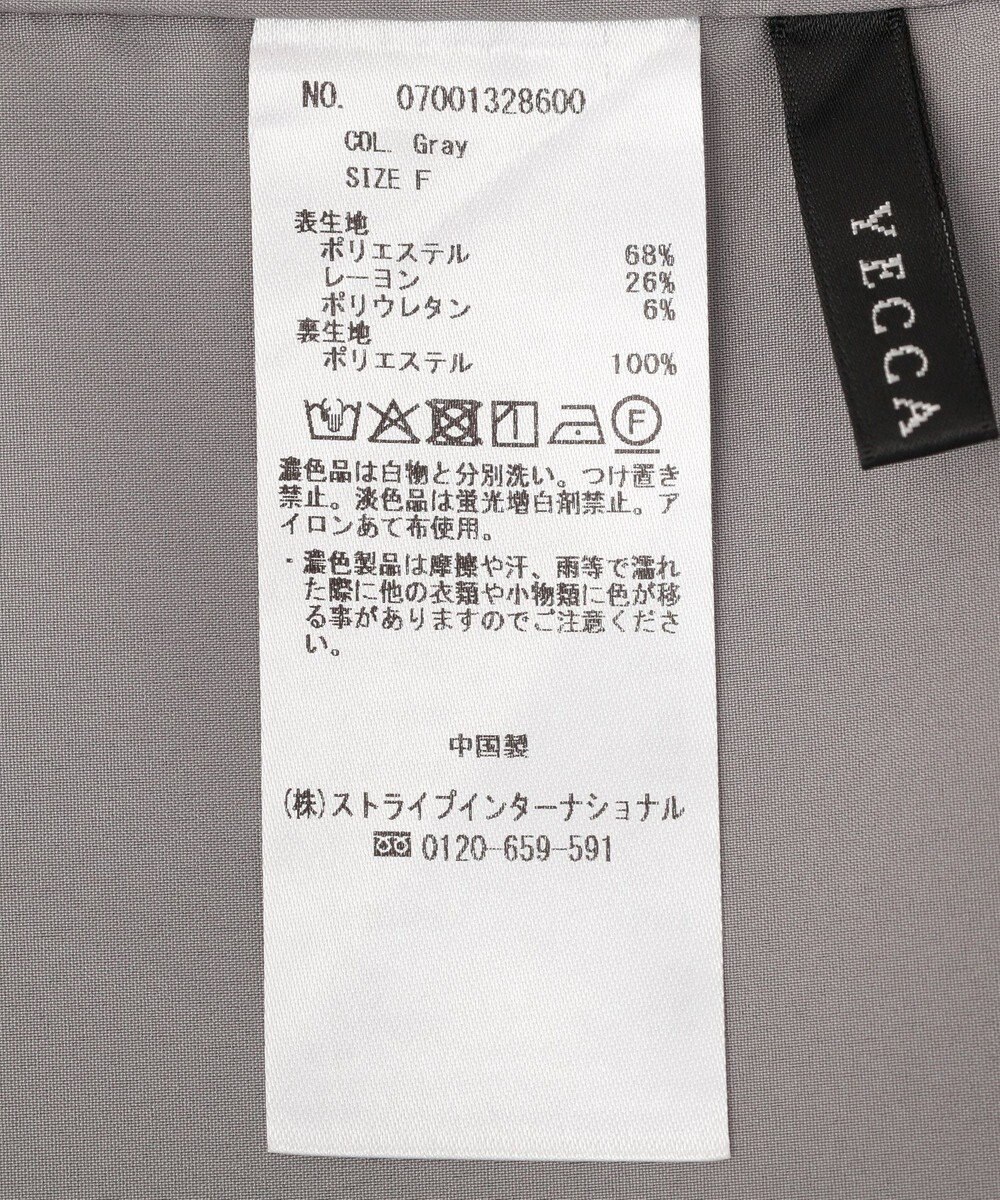 NO. 07001328600
COL. Gray
SIZE F
表生地
ポリエステル 68%
レーヨン 26%
ポリウレタン 6%
裏生地
ポリエステル 100%
F
濃色品は白物と分別洗い。つけ置き
禁止。淡色品は蛍光増白剤禁止。ア
イロンあて布使用。
・濃色製品は摩擦や汗、雨等で濡れ
た際に他の衣類や小物類に色が移
る事がありますのでご注意くださ
い。
中国製
(株)ストライプインターナショナル
0120-659-591
YECCA